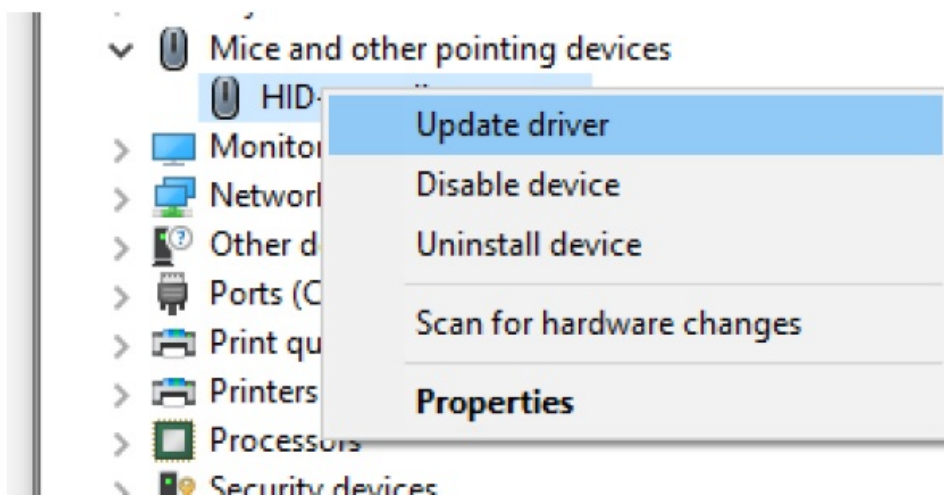 Mice and other pointing devices
HID-
Update driver
Disable device
Uninstall device
Scan for hardware changes
Properties
Monitor
Network
Other d
Ports (C
Print qu
Printers
Processors
Security devices